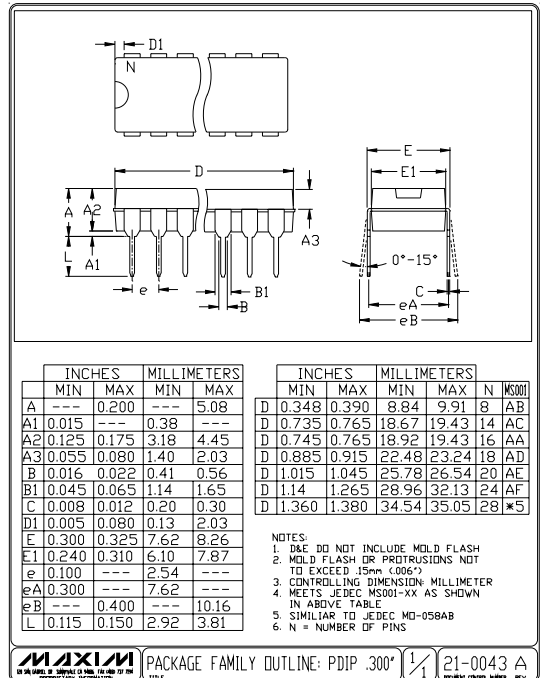 D1
N
D
E
E1
A
A2
A3
L
A1
0°-15°
e
B1
B
C
eA
eB
INCHES MILLIMETERS
MIN MAX MIN MAX
A --- 0.200 --- 5.08
A1 0.015 --- 0.38 ---
A2 0.125 0.175 3.18 4.45
A3 0.055 0.080 1.40 2.03
B 0.016 0.022 0.41 0.56
B1 0.045 0.065 1.14 1.65
C 0.008 0.012 0.20 0.30
D1 0.005 0.080 0.13 2.03
E 0.300 0.325 7.62 8.26
E1 0.240 0.310 6.10 7.87
e 0.100 --- 2.54 ---
eA 0.300 --- 7.62 ---
eB --- 0.400 --- 10.16
L 0.115 0.150 2.92 3.81
INCHES MILLIMETERS
MIN MAX MIN MAX N MS001
D 0.348 0.390 8.84 9.91 8 AB
D 0.735 0.765 18.67 19.43 14 AC
D 0.745 0.765 18.92 19.43 16 AA
D 0.885 0.915 22.48 23.24 18 AD
D 1.015 1.045 25.78 26.54 20 AE
D 1.14 1.265 28.96 32.13 24 AF
D 1.360 1.380 34.54 35.05 28 *5
NOTES:
1. D&E DO NOT INCLUDE MOLD FLASH
2. MOLD FLASH OR PROTRUSIONS NOT
TO EXCEED .15mm (.006")
3. CONTROLLING DIMENSION: MILLIMETER
4. MEETS JEDEC MS001-XX AS SHOWN
IN ABOVE TABLE
5. SIMILIAR TO JEDEC MO-058AB
6. N = NUMBER OF PINS
MAXIM
PROPRIETARY INFORMATION
PACKAGE FAMILY OUTLINE: PDIP .300"
TITLE
1/1
21-0043 A
DOCUMENT CONTROL NUMBER REV